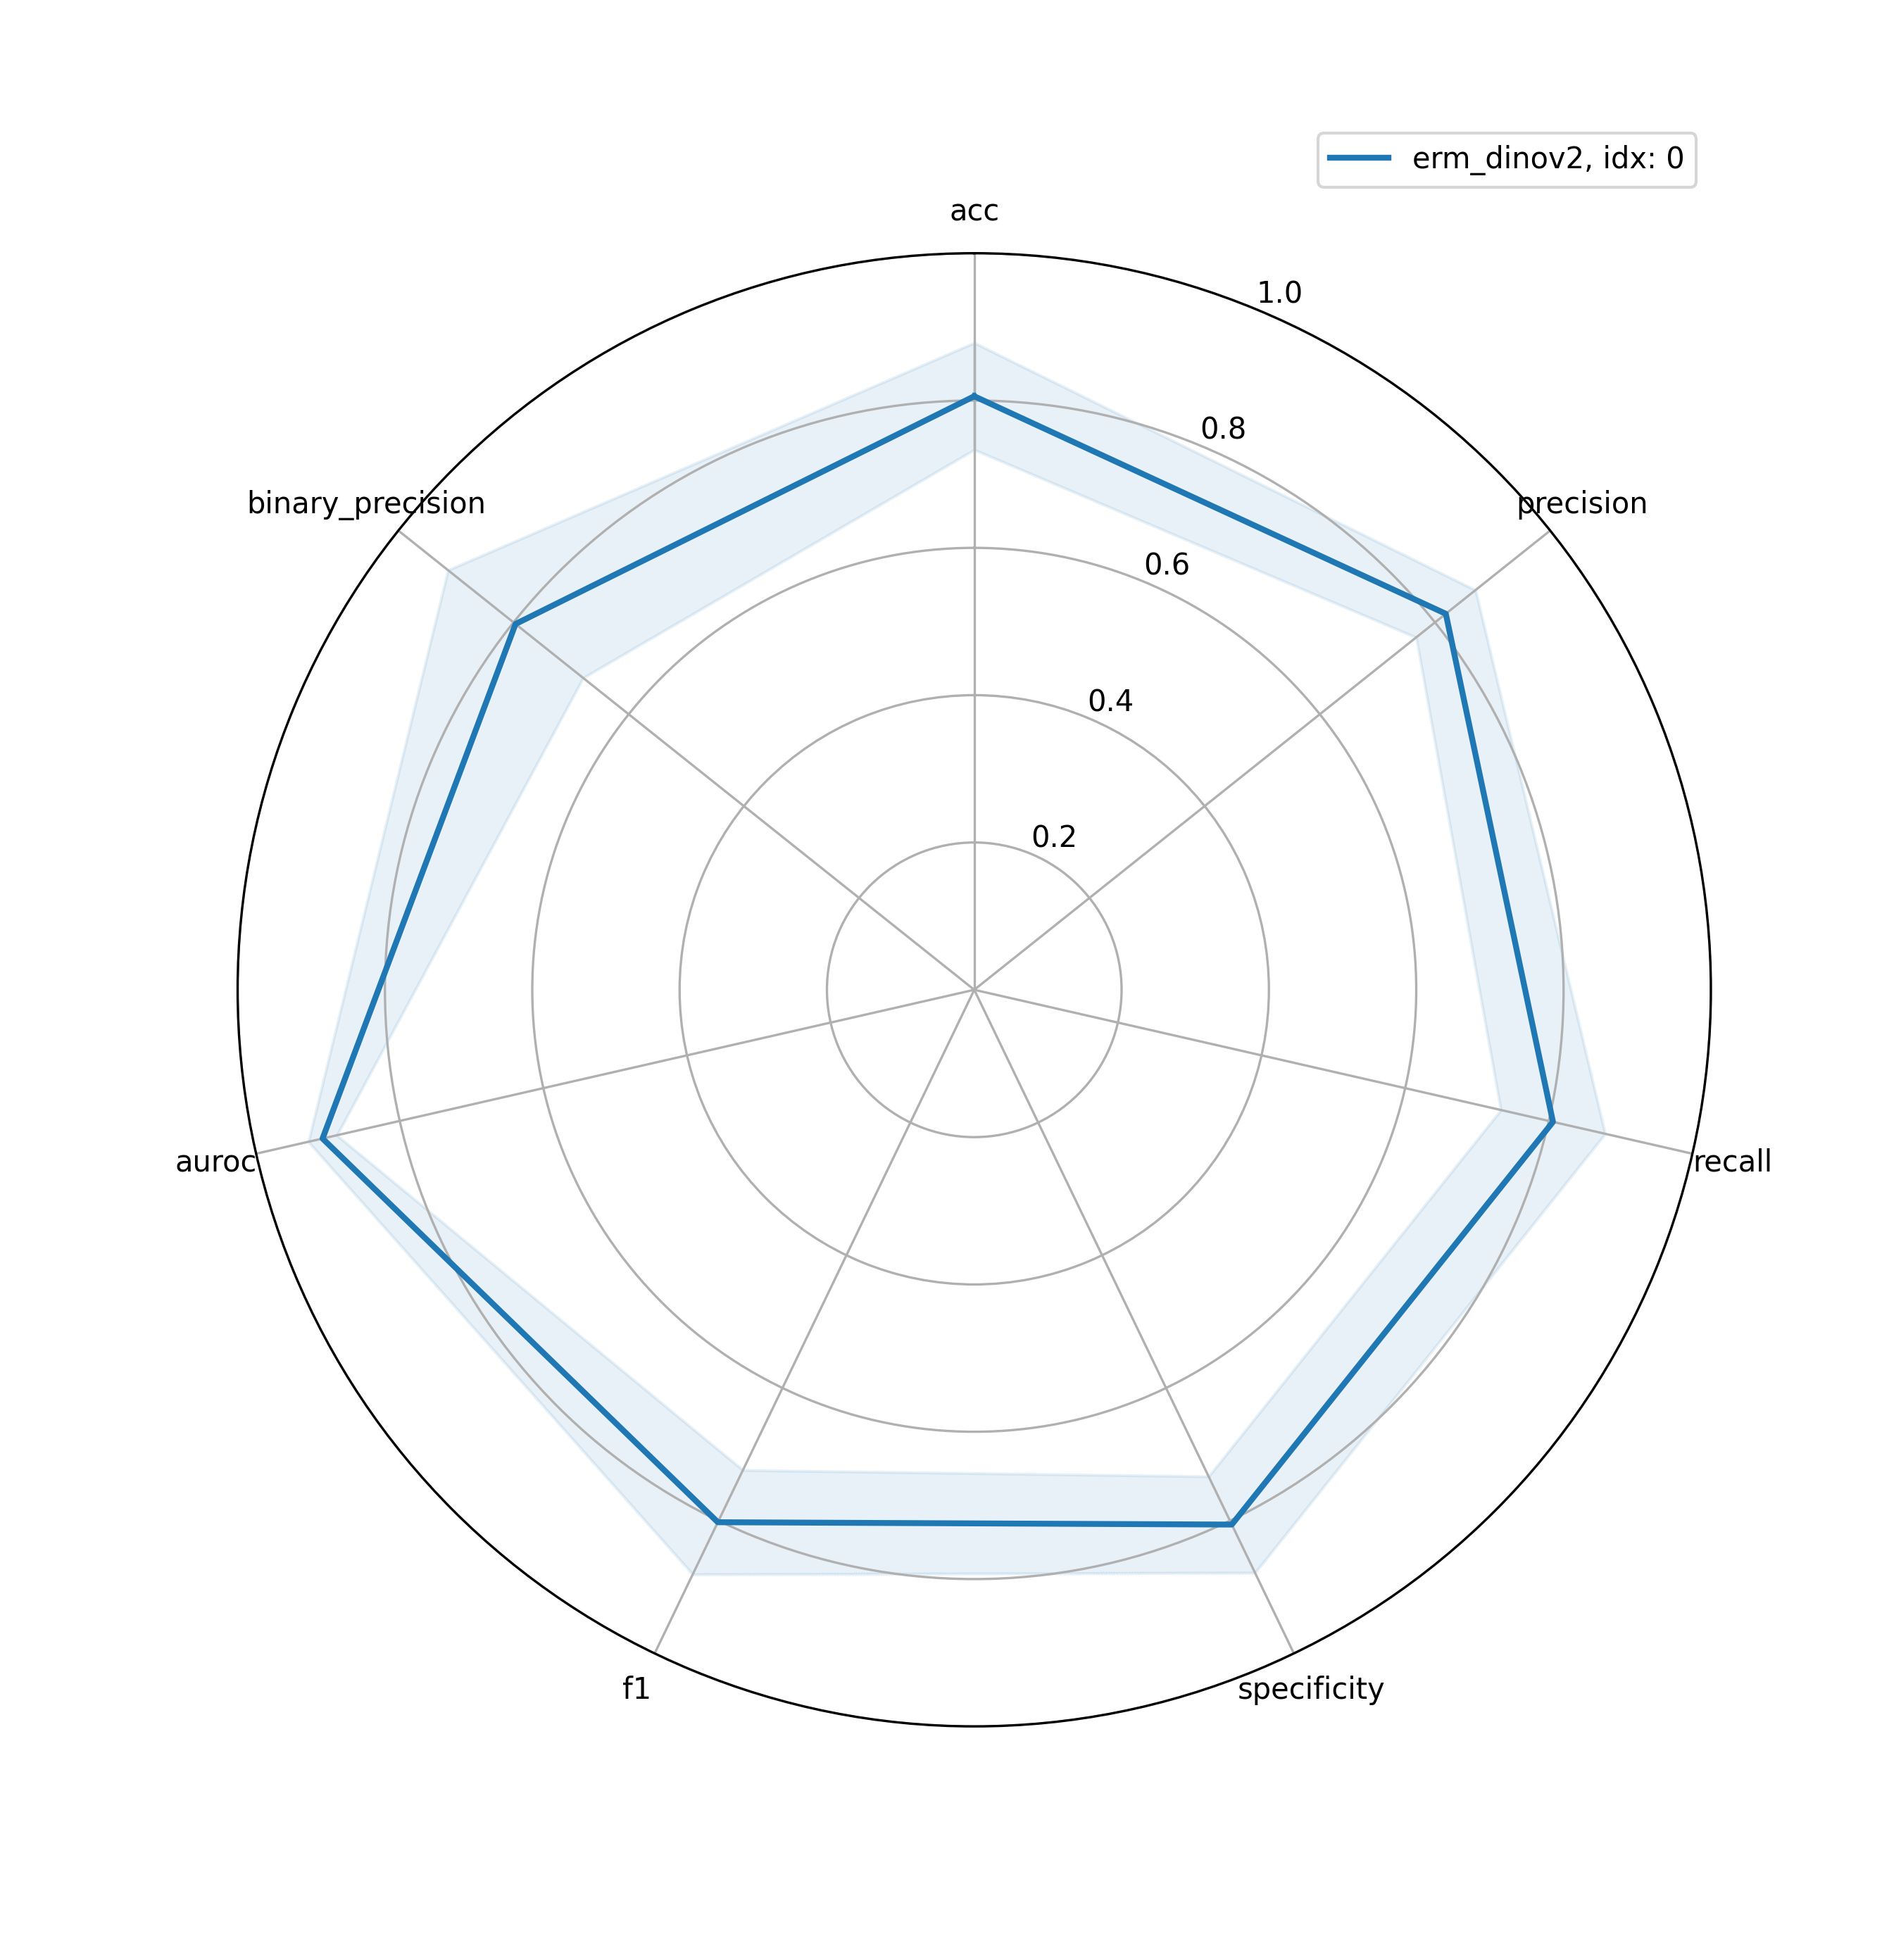 erm_dinov2, idx: 0
acc
1.0
0.8
binary_precision
precision
0.6
0.4
0.2
auroc
recall
f1
specificity